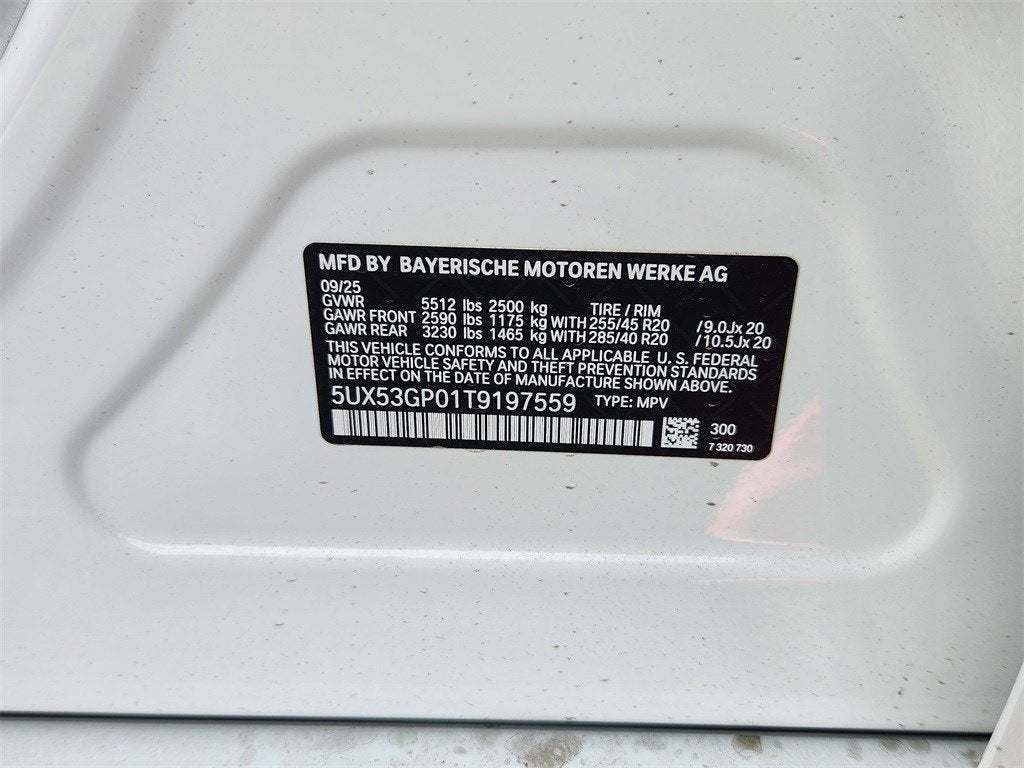 MFD BY BAYERISCHE MOTOREN WERKE AG
09/25
GVWR 5512 lbs 2500 kg TIRE / RIM
GAWR FRONT 2590 lbs 1175 kg WITH 255/45 R20 /9.0Jx 20
GAWR REAR 3230 lbs 1465 kg WITH 285/40 R20 /10.5Jx 20
THIS VEHICLE CONFORMS TO ALL APPLICABLE U. S. FEDERAL
MOTOR VEHICLE SAFETY AND THEFT PREVENTION STANDARDS
IN EFFECT ON THE DATE OF MANUFACTURE SHOWN ABOVE.
5UX53GP01T9197559 TYPE: MPV
300
7 320 730